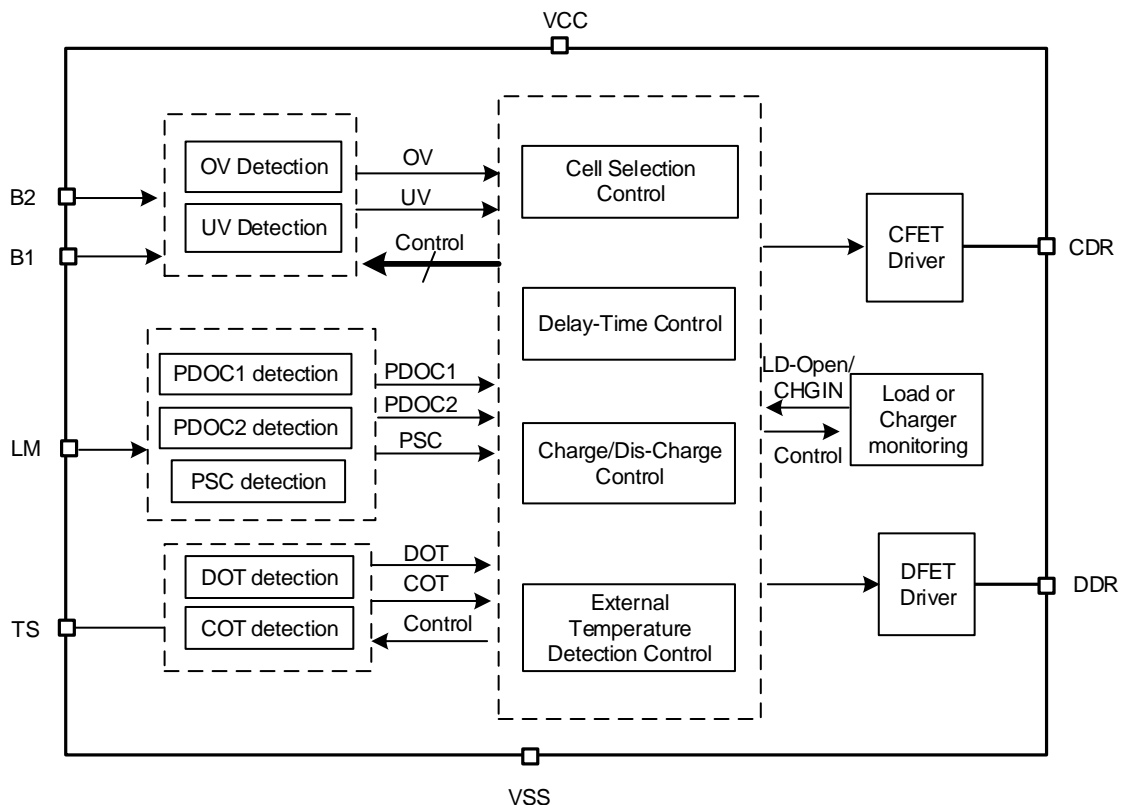 VCC
OV Detection
UV Detection
OV
UV
Control
B2
B1
Cell Selection
Control
Delay-Time Control
Charge/Dis-Charge
Control
External
Temperature
Detection Control
CFET
Driver
CDR
PDOC1 detection
PDOC2 detection
PSC detection
PDOC1
PDOC2
PSC
LM
LD-Open/
CHGIN
Control
Load or
Charger
monitoring
DOT detection
COT detection
DOT
COT
Control
TS
DFET
Driver
DDR
VSS